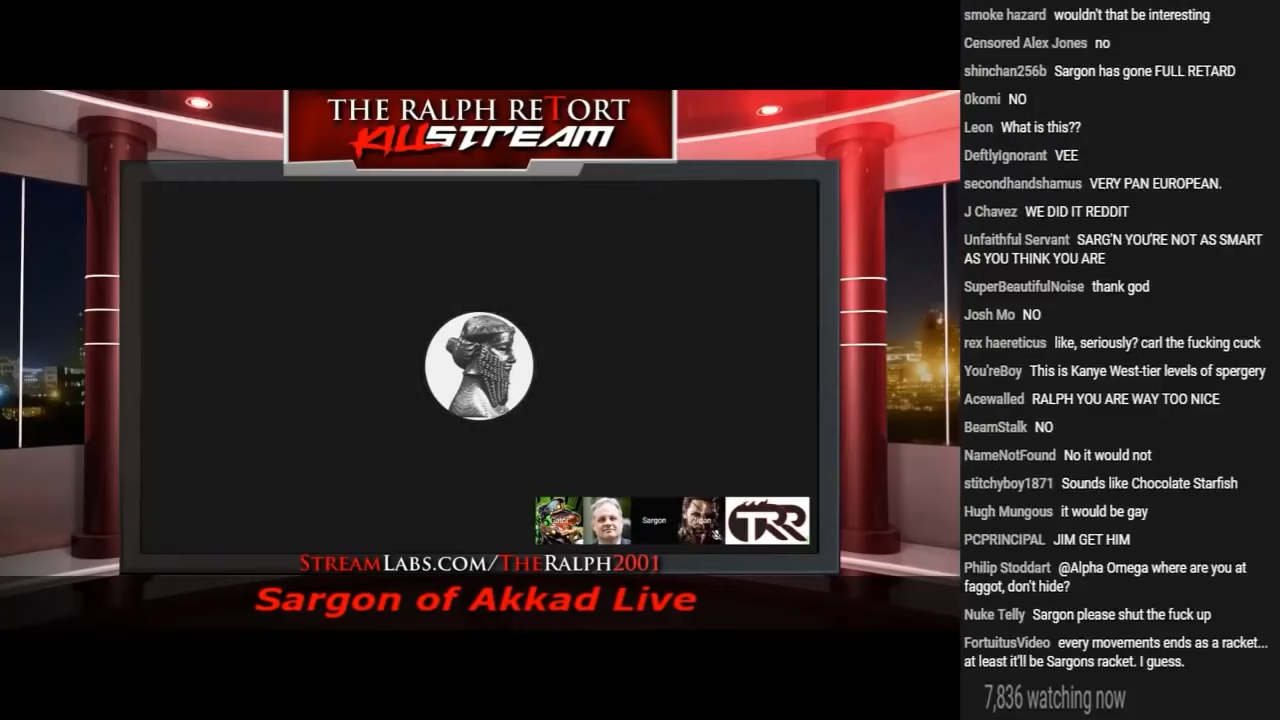 THE RALPH RETORT
KILLSTREAM
Gator
Sargon
Zidan
TRR
STREAMLABS.COM/THERALPH2001
Sargon of Akkad Live
smoke hazard wouldn't that be interesting
Censored Alex Jones no
shinchan256b Sargon has gone FULL RETARD
0komi NO
Leon What is this??
DeftlyIgnorant VEE
secondhandshamus VERY PAN EUROPEAN.
J Chavez WE DID IT REDDIT
Unfaithful Servant SARG'N YOU'RE NOT AS SMART
AS YOU THINK YOU ARE
SuperBeautifulNoise thank god
Josh Mo NO
rex haereticus like, seriously? carl the fucking cuck
You'reBoy This is Kanye West-tier levels of spergery
Acewalled RALPH YOU ARE WAY TOO NICE
BeamStalk NO
NameNotFound No it would not
stitchyboy1871 Sounds like Chocolate Starfish
Hugh Mungous it would be gay
PCPRINCIPAL JIM GET HIM
Philip Stoddart @Alpha Omega where are you at
faggot, don't hide?
Nuke Telly Sargon please shut the fuck up
FortuitusVideo every movements ends as a racket...
at least it'll be Sargons racket. I guess.
7,836 watching now